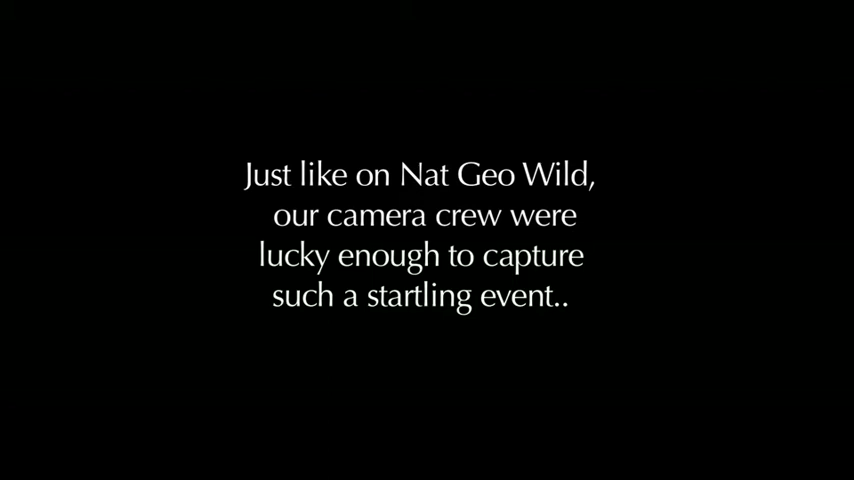 Just like on Nat Geo Wild,
our camera crew were
lucky enough to capture
such a startling event..